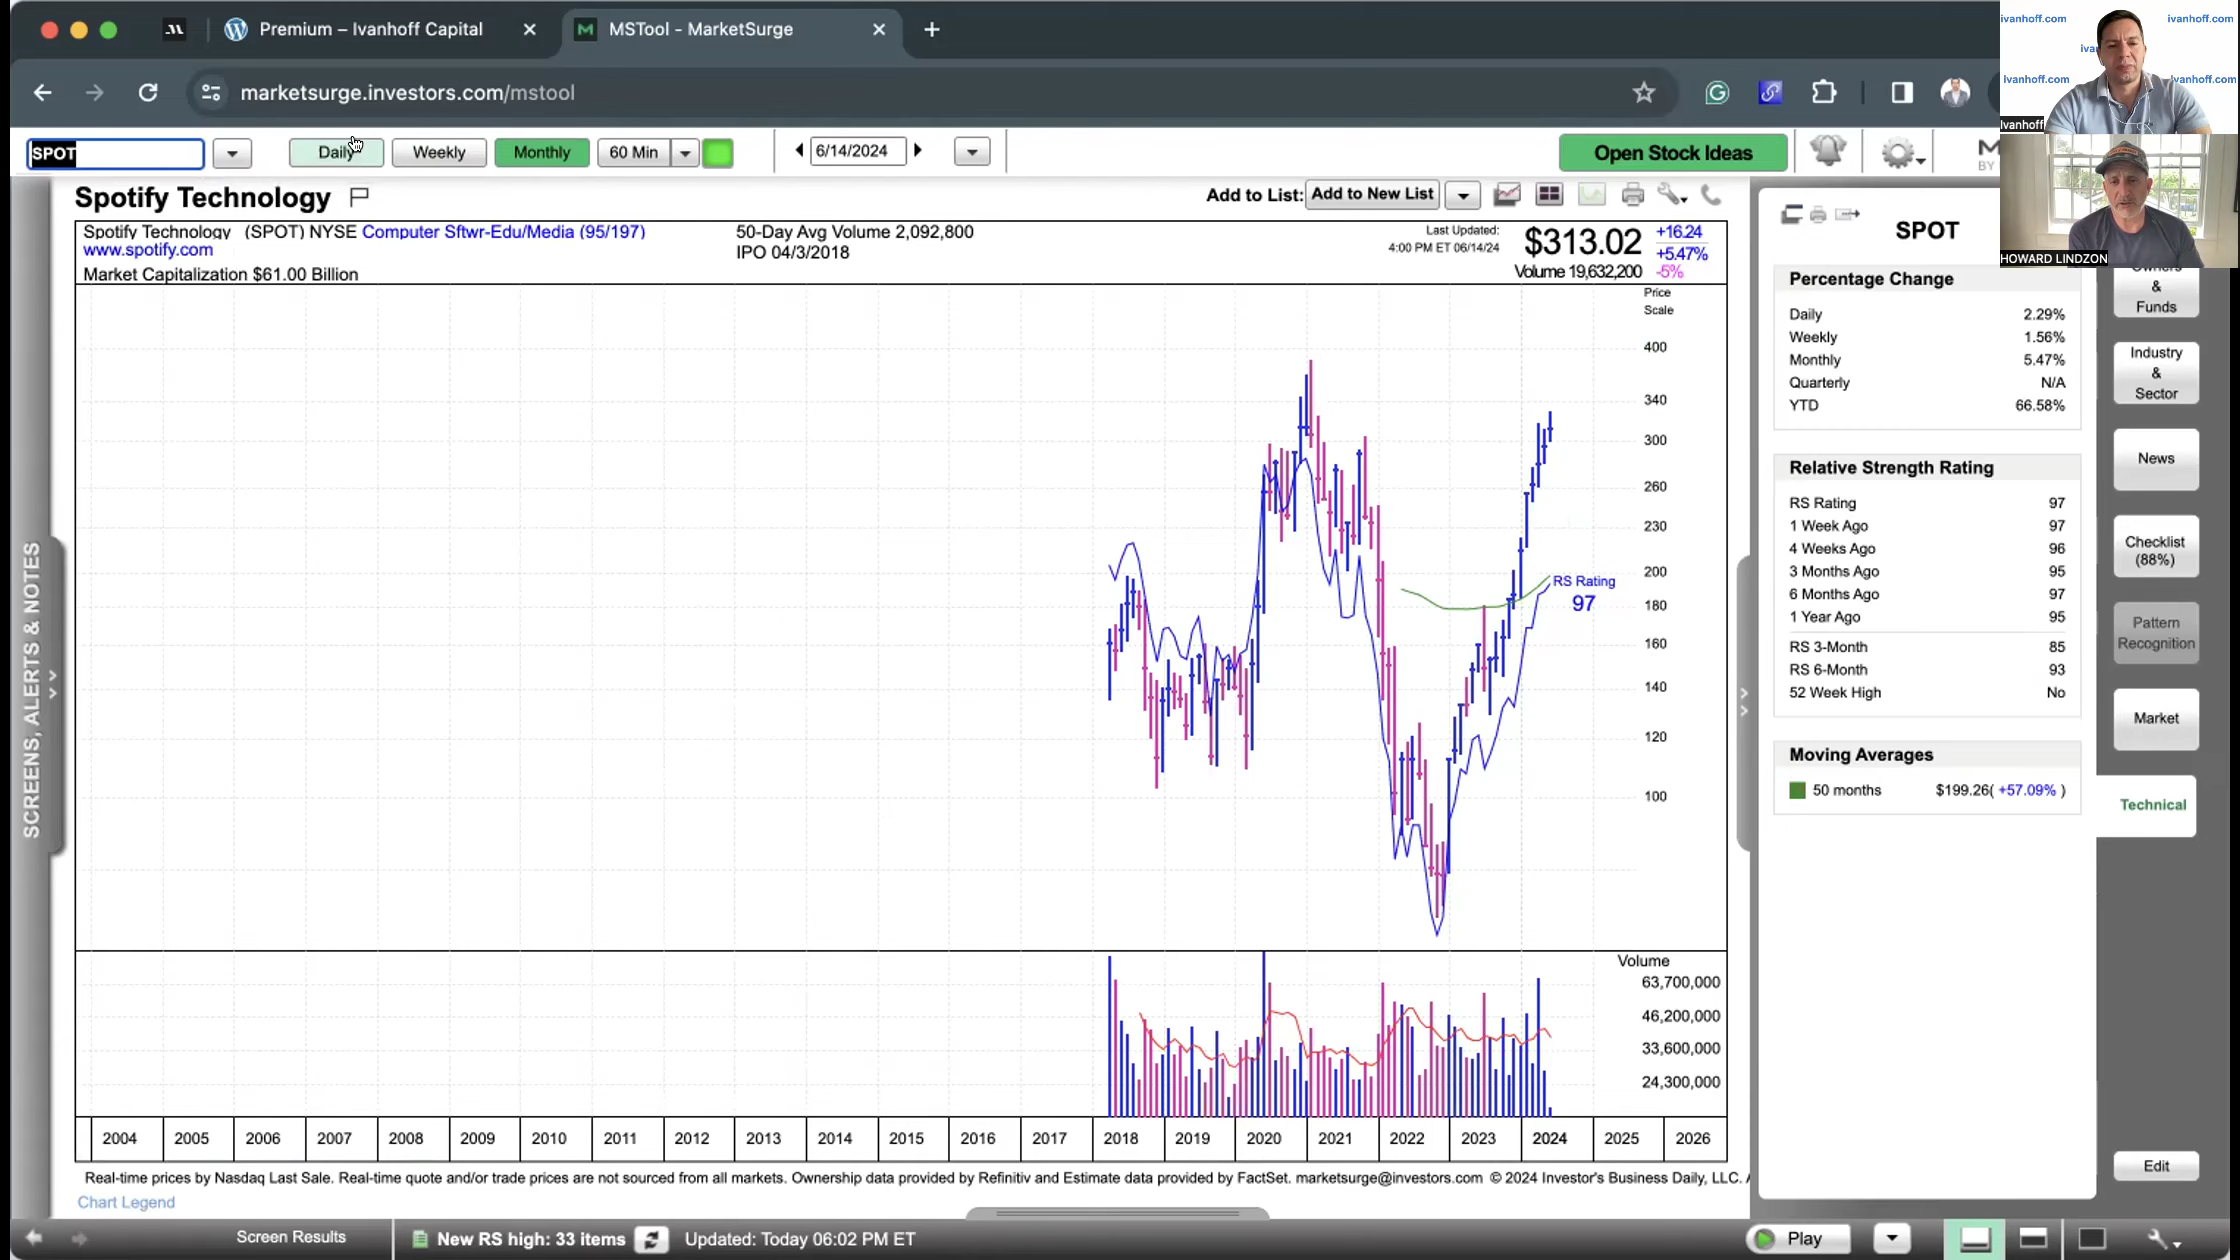 Premium – Ivanhoff Capital
MSTool - MarketSurge
marketsurge.investors.com/mstool
ivanhoff.com
ivanhoff.com
ivanhoff.com
Ivanhoff.com
Ivanhoff
HOWARD LINDZON
SPOT
Daily
Weekly
Monthly
60 Min
6/14/2024
Open Stock Ideas
M
BY
Spotify Technology
Add to List:
Add to New List
Spotify Technology (SPOT) NYSE Computer Sftwr-Edu/Media (95/197)
www.spotify.com
Market Capitalization $61.00 Billion
50-Day Avg Volume 2,092,800
IPO 04/3/2018
Last Updated:
4:00 PM ET 06/14/24
$313.02
+16.24
+5.47%
Volume 19,632,200 -5%
Price
Scale
400
340
300
260
230
200
180
160
140
120
100
RS Rating
97
Volume
63,700,000
46,200,000
33,600,000
24,300,000
2004 2005 2006 2007 2008 2009 2010 2011 2012 2013 2014 2015 2016 2017 2018 2019 2020 2021 2022 2023 2024 2025 2026
Real-time prices by Nasdaq Last Sale. Real-time quote and/or trade prices are not sourced from all markets. Ownership data provided by Refinitiv and Estimate data provided by FactSet. marketsurge@investors.com © 2024 Investor's Business Daily, LLC.
Chart Legend
SCREENS, ALERTS & NOTES
SPOT
Percentage Change
Daily 2.29%
Weekly 1.56%
Monthly 5.47%
Quarterly N/A
YTD 66.58%
Relative Strength Rating
RS Rating 97
1 Week Ago 97
4 Weeks Ago 96
3 Months Ago 95
6 Months Ago 97
1 Year Ago 95
RS 3-Month 85
RS 6-Month 93
52 Week High No
Moving Averages
50 months $199.26( +57.09% )
Owners
&
Funds
Industry
&
Sector
News
Checklist
(88%)
Pattern
Recognition
Market
Technical
Edit
Screen Results
New RS high: 33 items
Updated: Today 06:02 PM ET
Play